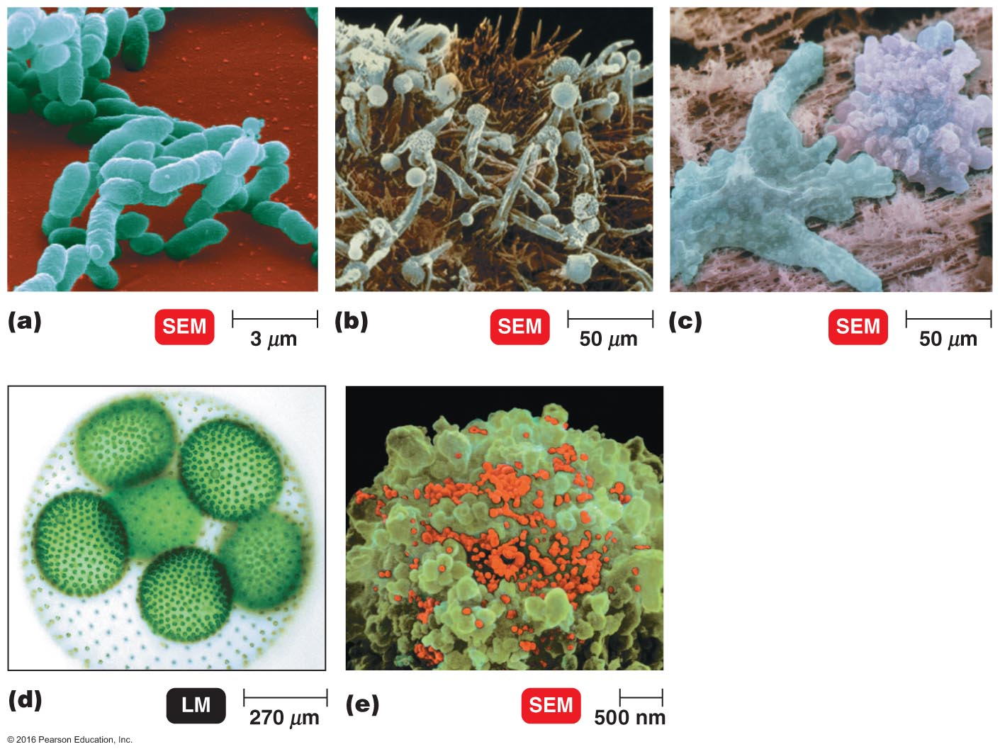 (a) SEM 3 μm
(b) SEM 50 μm
(c) SEM 50 μm
(d) LM 270 μm
(e) SEM 500 nm
© 2016 Pearson Education, Inc.